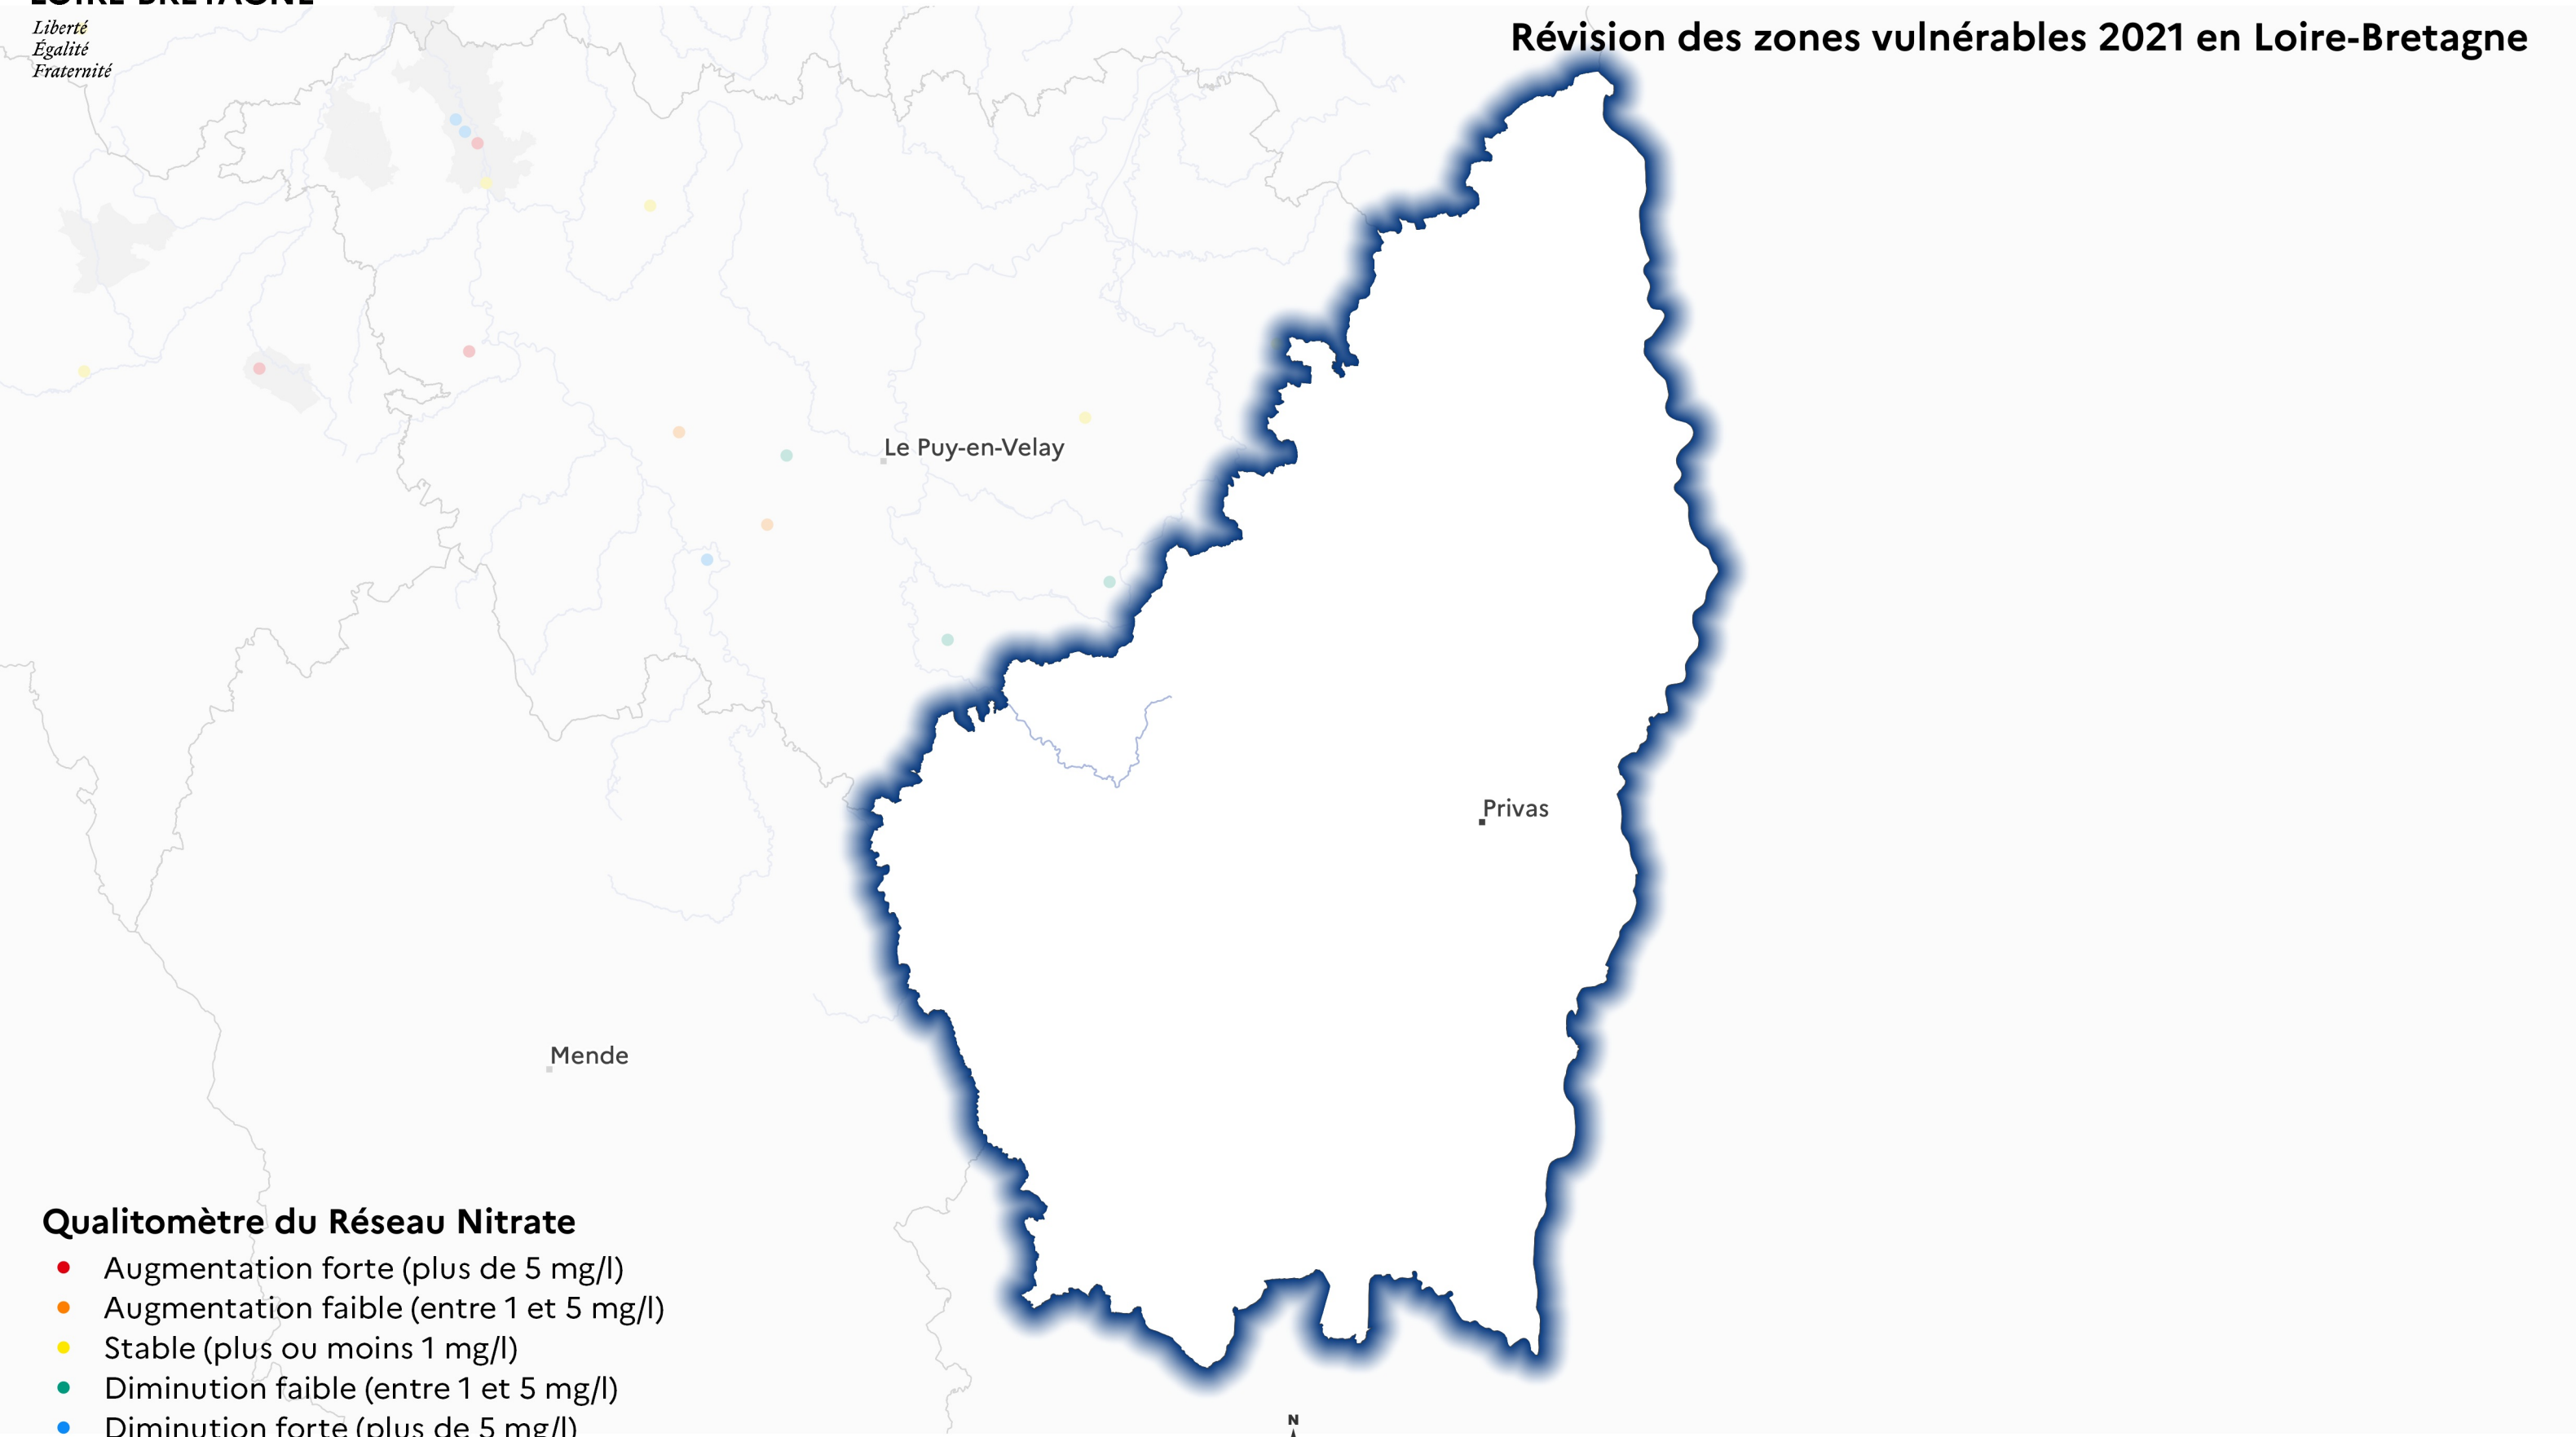 LOIRE-BRETAGNE
Liberté
Égalité
Fraternité
Révision des zones vulnérables 2021 en Loire-Bretagne
Le Puy-en-Velay
Privas
Mende
Qualitomètre du Réseau Nitrate
Augmentation forte (plus de 5 mg/l)
Augmentation faible (entre 1 et 5 mg/l)
Stable (plus ou moins 1 mg/l)
Diminution faible (entre 1 et 5 mg/l)
Diminution forte (plus de 5 mg/l)
N